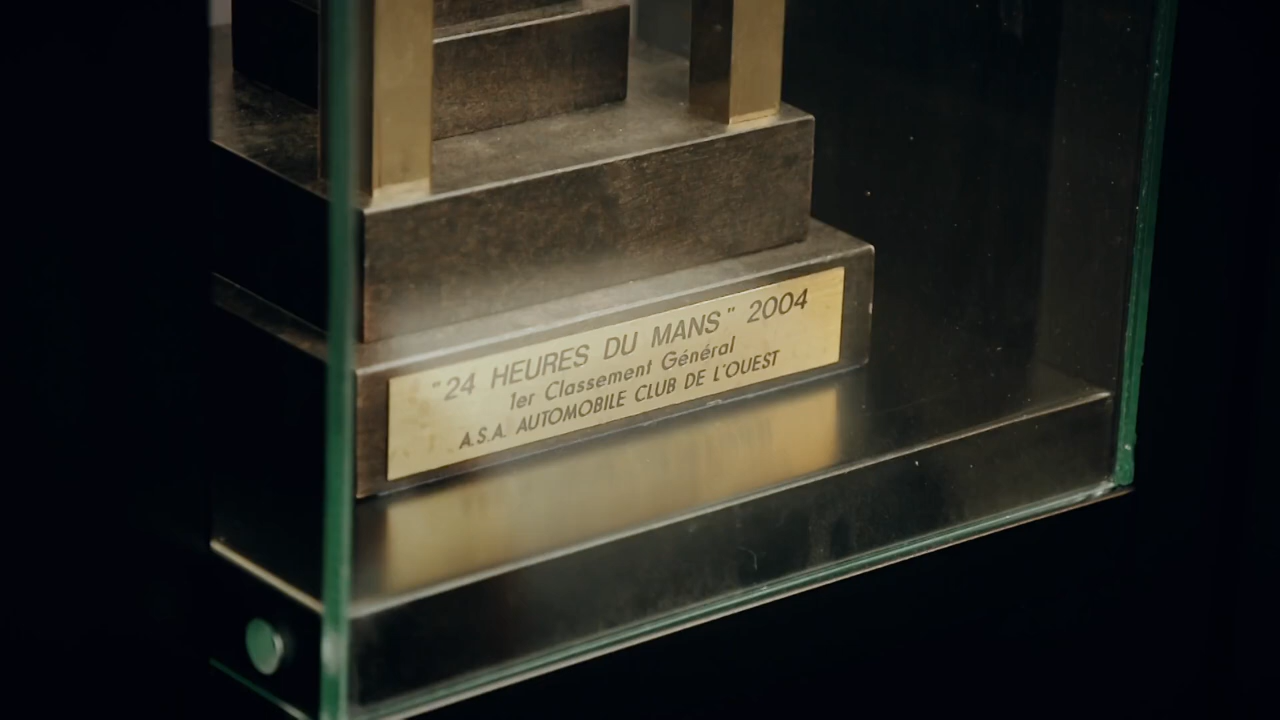 "24 HEURES DU MANS" 2004
1er Classement Général
A.S.A. AUTOMOBILE CLUB DE L'OUEST